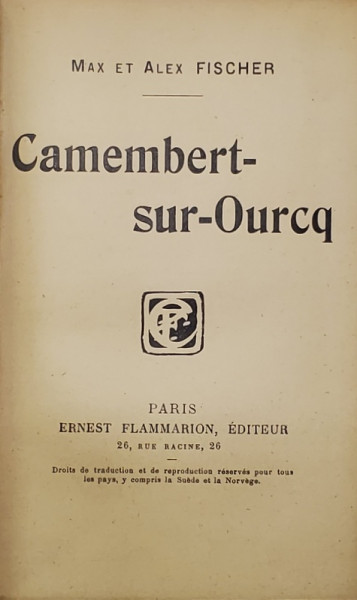 MAX ET ALEX FISCHER
Camembert-
sur-Ourcq
PARIS
ERNEST FLAMMARION, ÉDITEUR
26, RUE RACINE, 26
Droits de traduction et de reproduction réservés pour tous
les pays, y compris la Suède et la Norvège.